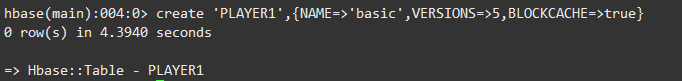 hbase(main):004:0> create 'PLAYER1',{NAME=>'basic',VERSIONS=>5,BLOCKCACHE=>true}
0 row(s) in 4.3940 seconds
=> Hbase::Table - PLAYER1